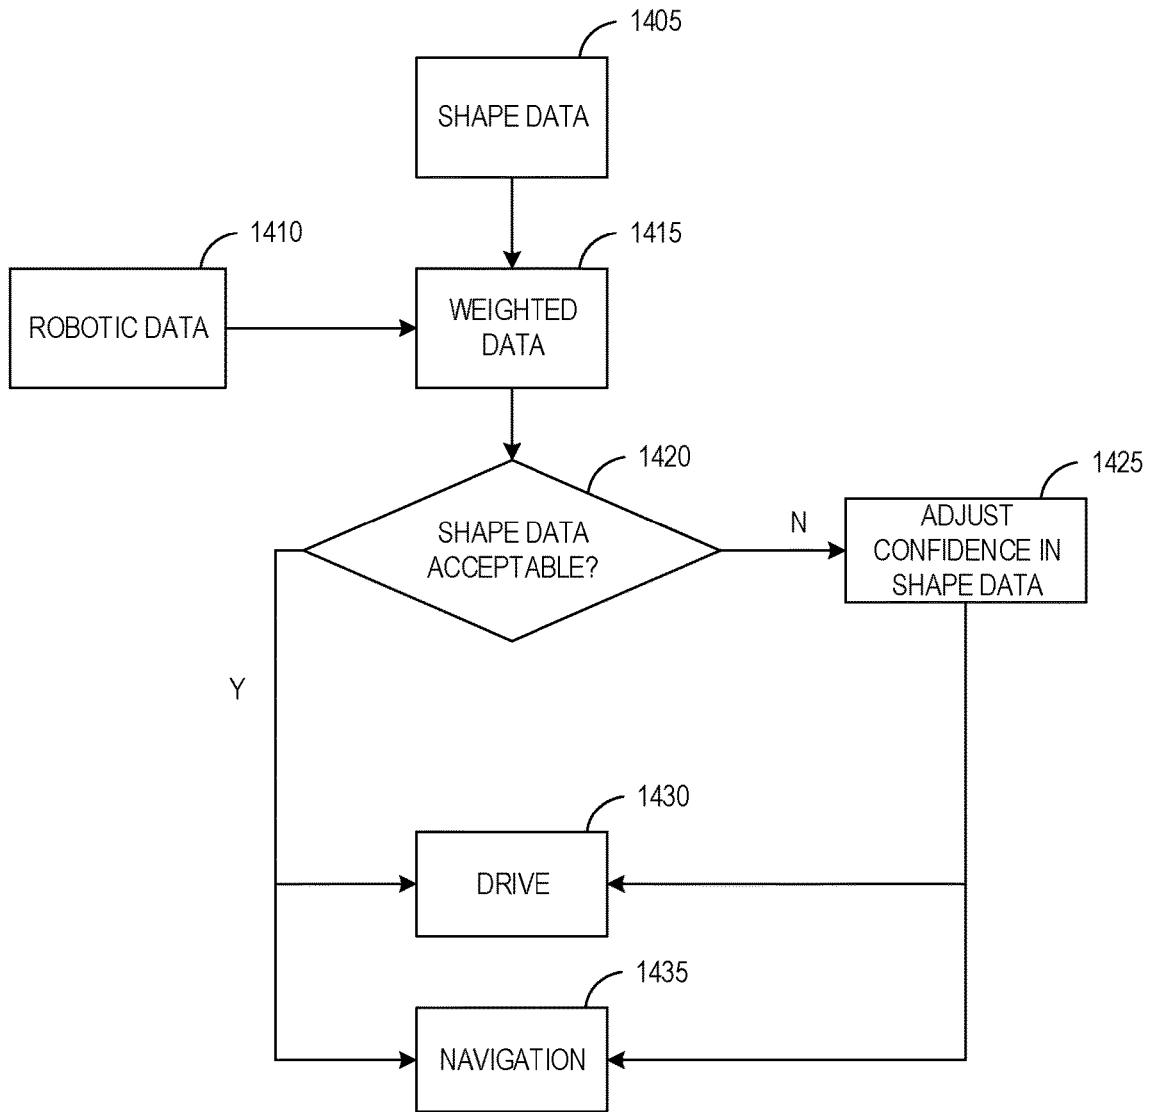 1405
SHAPE DATA
1410
1415
ROBOTIC DATA
WEIGHTED
DATA
1420
1425
SHAPE DATA
ACCEPTABLE?
N
ADJUST
CONFIDENCE IN
SHAPE DATA
Y
1430
DRIVE
1435
NAVIGATION